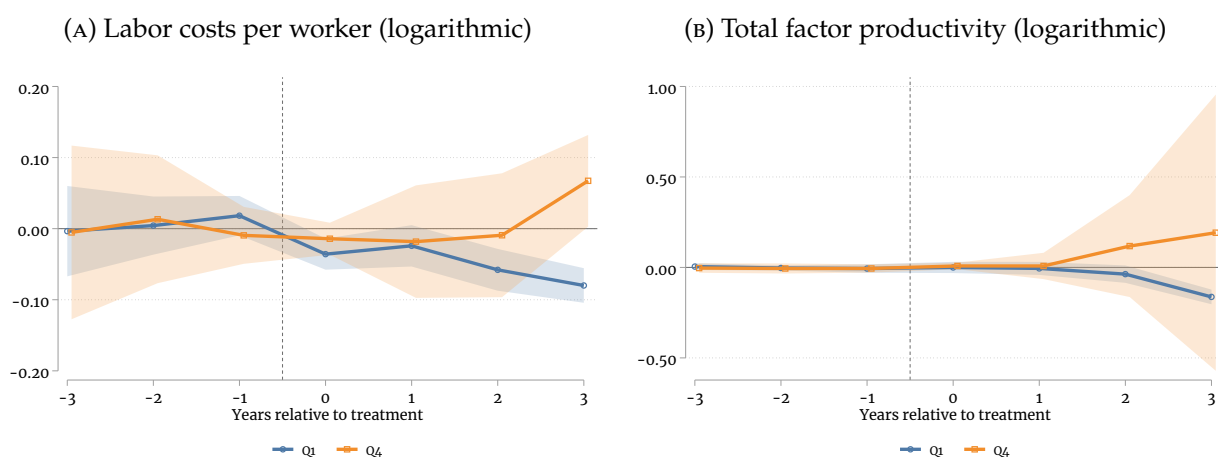 (A) Labor costs per worker (logarithmic)
0.20
0.10
0.00
-0.10
-0.20
-3 -2 -1 0 1 2 3
Years relative to treatment
Q1 Q4
(B) Total factor productivity (logarithmic)
1.00
0.50
0.00
-0.50
-3 -2 -1 0 1 2 3
Years relative to treatment
Q1 Q4